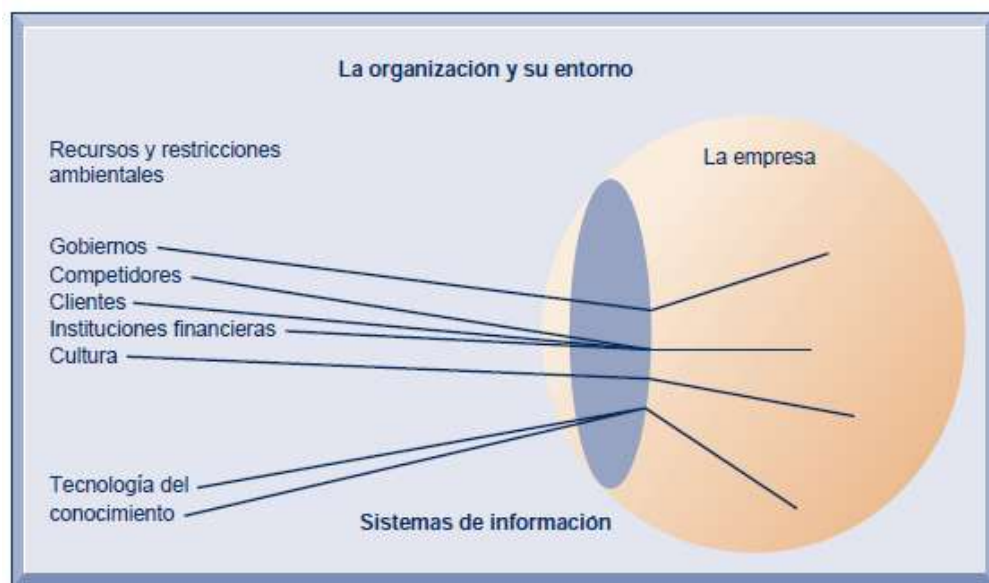 La organización y su entorno
Recursos y restricciones
ambientales
La empresa
Gobiernos
Competidores
Clientes
Instituciones financieras
Cultura
Tecnología del
conocimiento
Sistemas de información